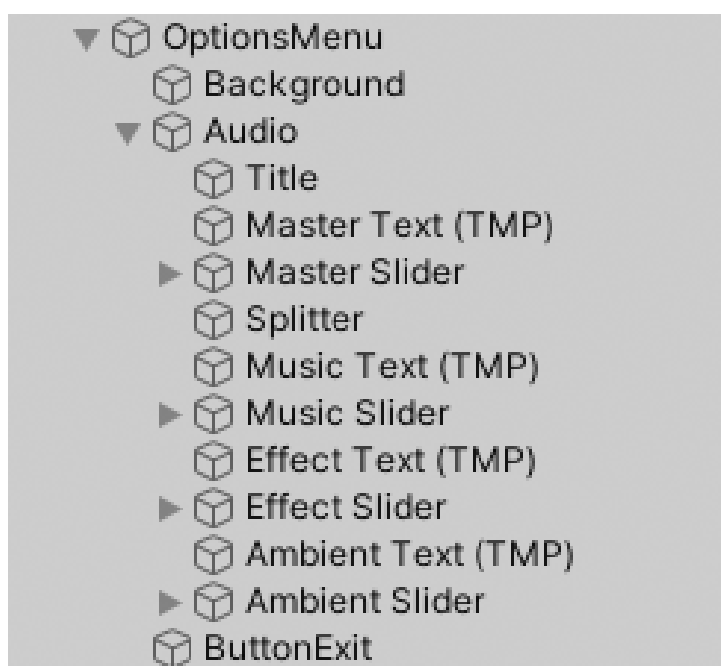 OptionsMenu
Background
Audio
Title
Master Text (TMP)
Master Slider
Splitter
Music Text (TMP)
Music Slider
Effect Text (TMP)
Effect Slider
Ambient Text (TMP)
Ambient Slider
ButtonExit